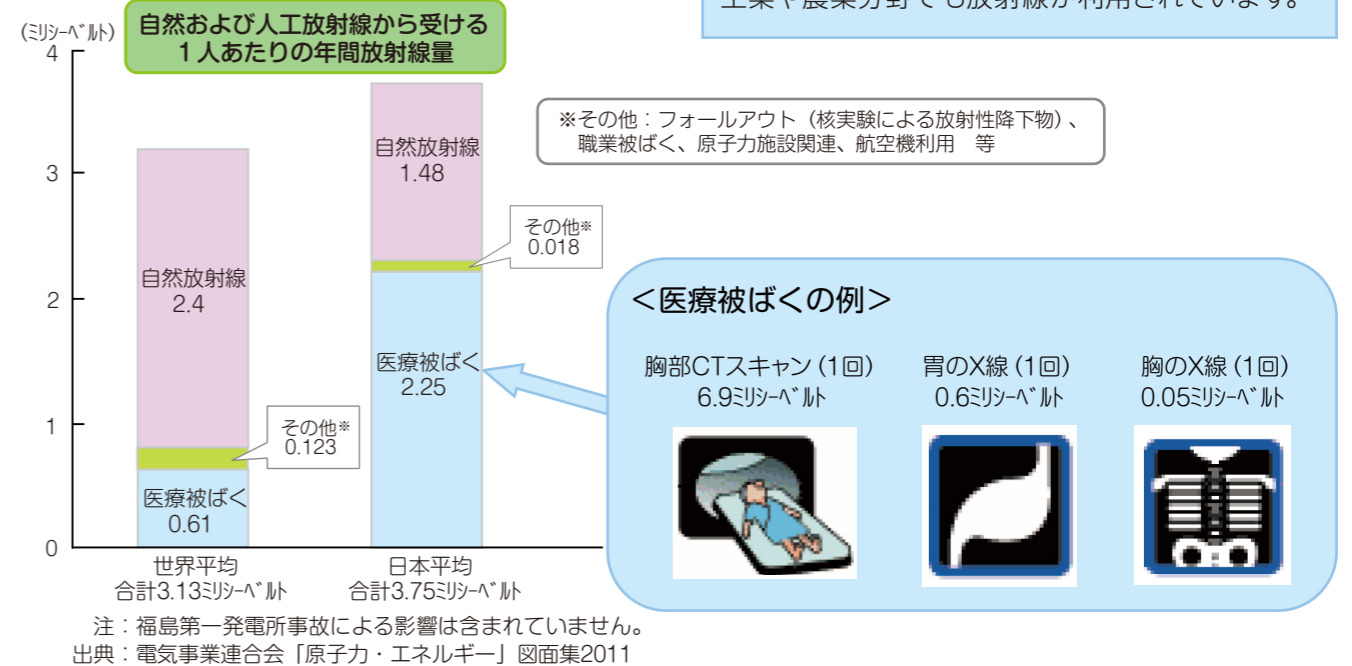 工業や農業分野でも放射線が利用されています。
(ミリシーベルト)
自然および人工放射線から受ける
1人あたりの年間放射線量
4
3
2
1
0
※その他：フォールアウト（核実験による放射性降下物）、
職業被ばく、原子力施設関連、航空機利用　等
自然放射線
2.4
その他※
0.123
医療被ばく
0.61
自然放射線
1.48
その他※
0.018
医療被ばく
2.25
世界平均
合計3.13ミリシーベルト
日本平均
合計3.75ミリシーベルト
＜医療被ばくの例＞
胸部CTスキャン(1回)
6.9ミリシーベルト
胃のX線(1回)
0.6ミリシーベルト
胸のX線(1回)
0.05ミリシーベルト
注：福島第一発電所事故による影響は含まれていません。
出典：電気事業連合会「原子力・エネルギー」図面集2011